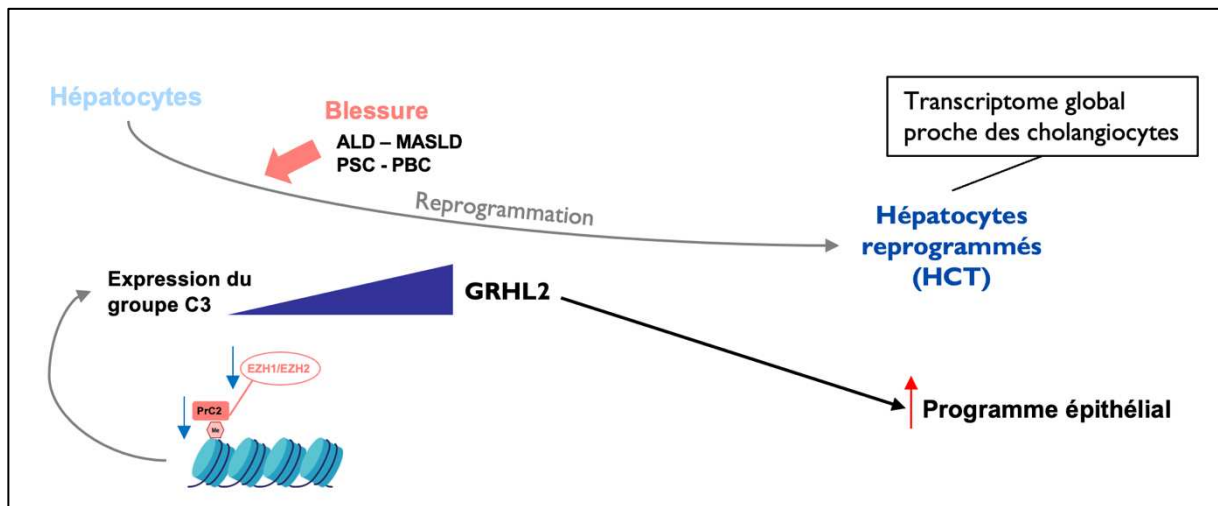 Hépatocytes
Blessure
ALD – MASLD
PSC - PBC
Reprogrammation
Transcriptome global
proche des cholangiocytes
Hépatocytes
reprogrammés
(HCT)
Expression du
groupe C3
GRHL2
EZH1/EZH2
PrC2
Me
Programme épithélial